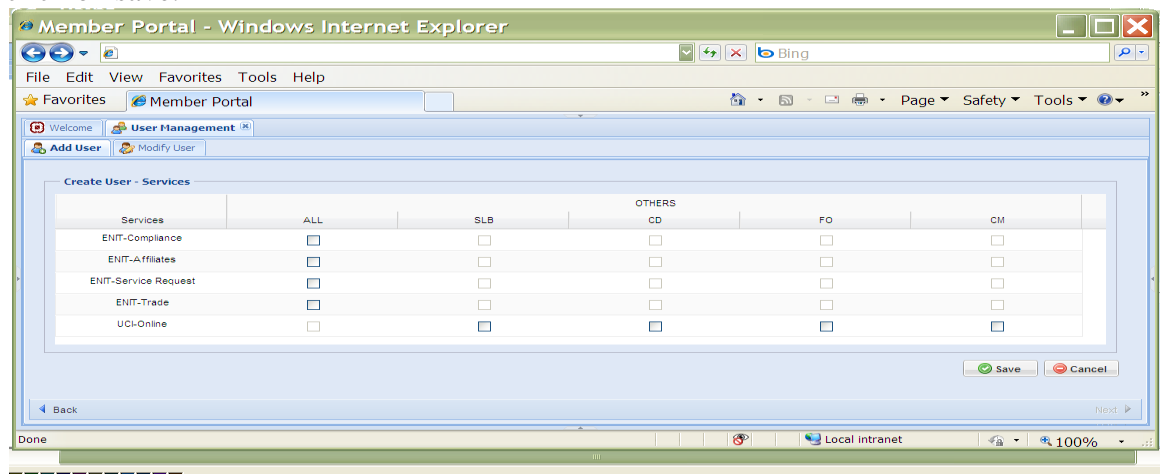 Member Portal - Windows Internet Explorer
Bing
File Edit View Favorites Tools Help
Favorites Member Portal Page Safety Tools »
Welcome User Management
Add User Modify User
Create User - Services
OTHERS
Services ALL SLB CD FO CM
ENIT-Compliance
ENIT-Affiliates
ENIT-Service Request
ENIT-Trade
UCI-Online
Save Cancel
Back Next
Done Local intranet 100%